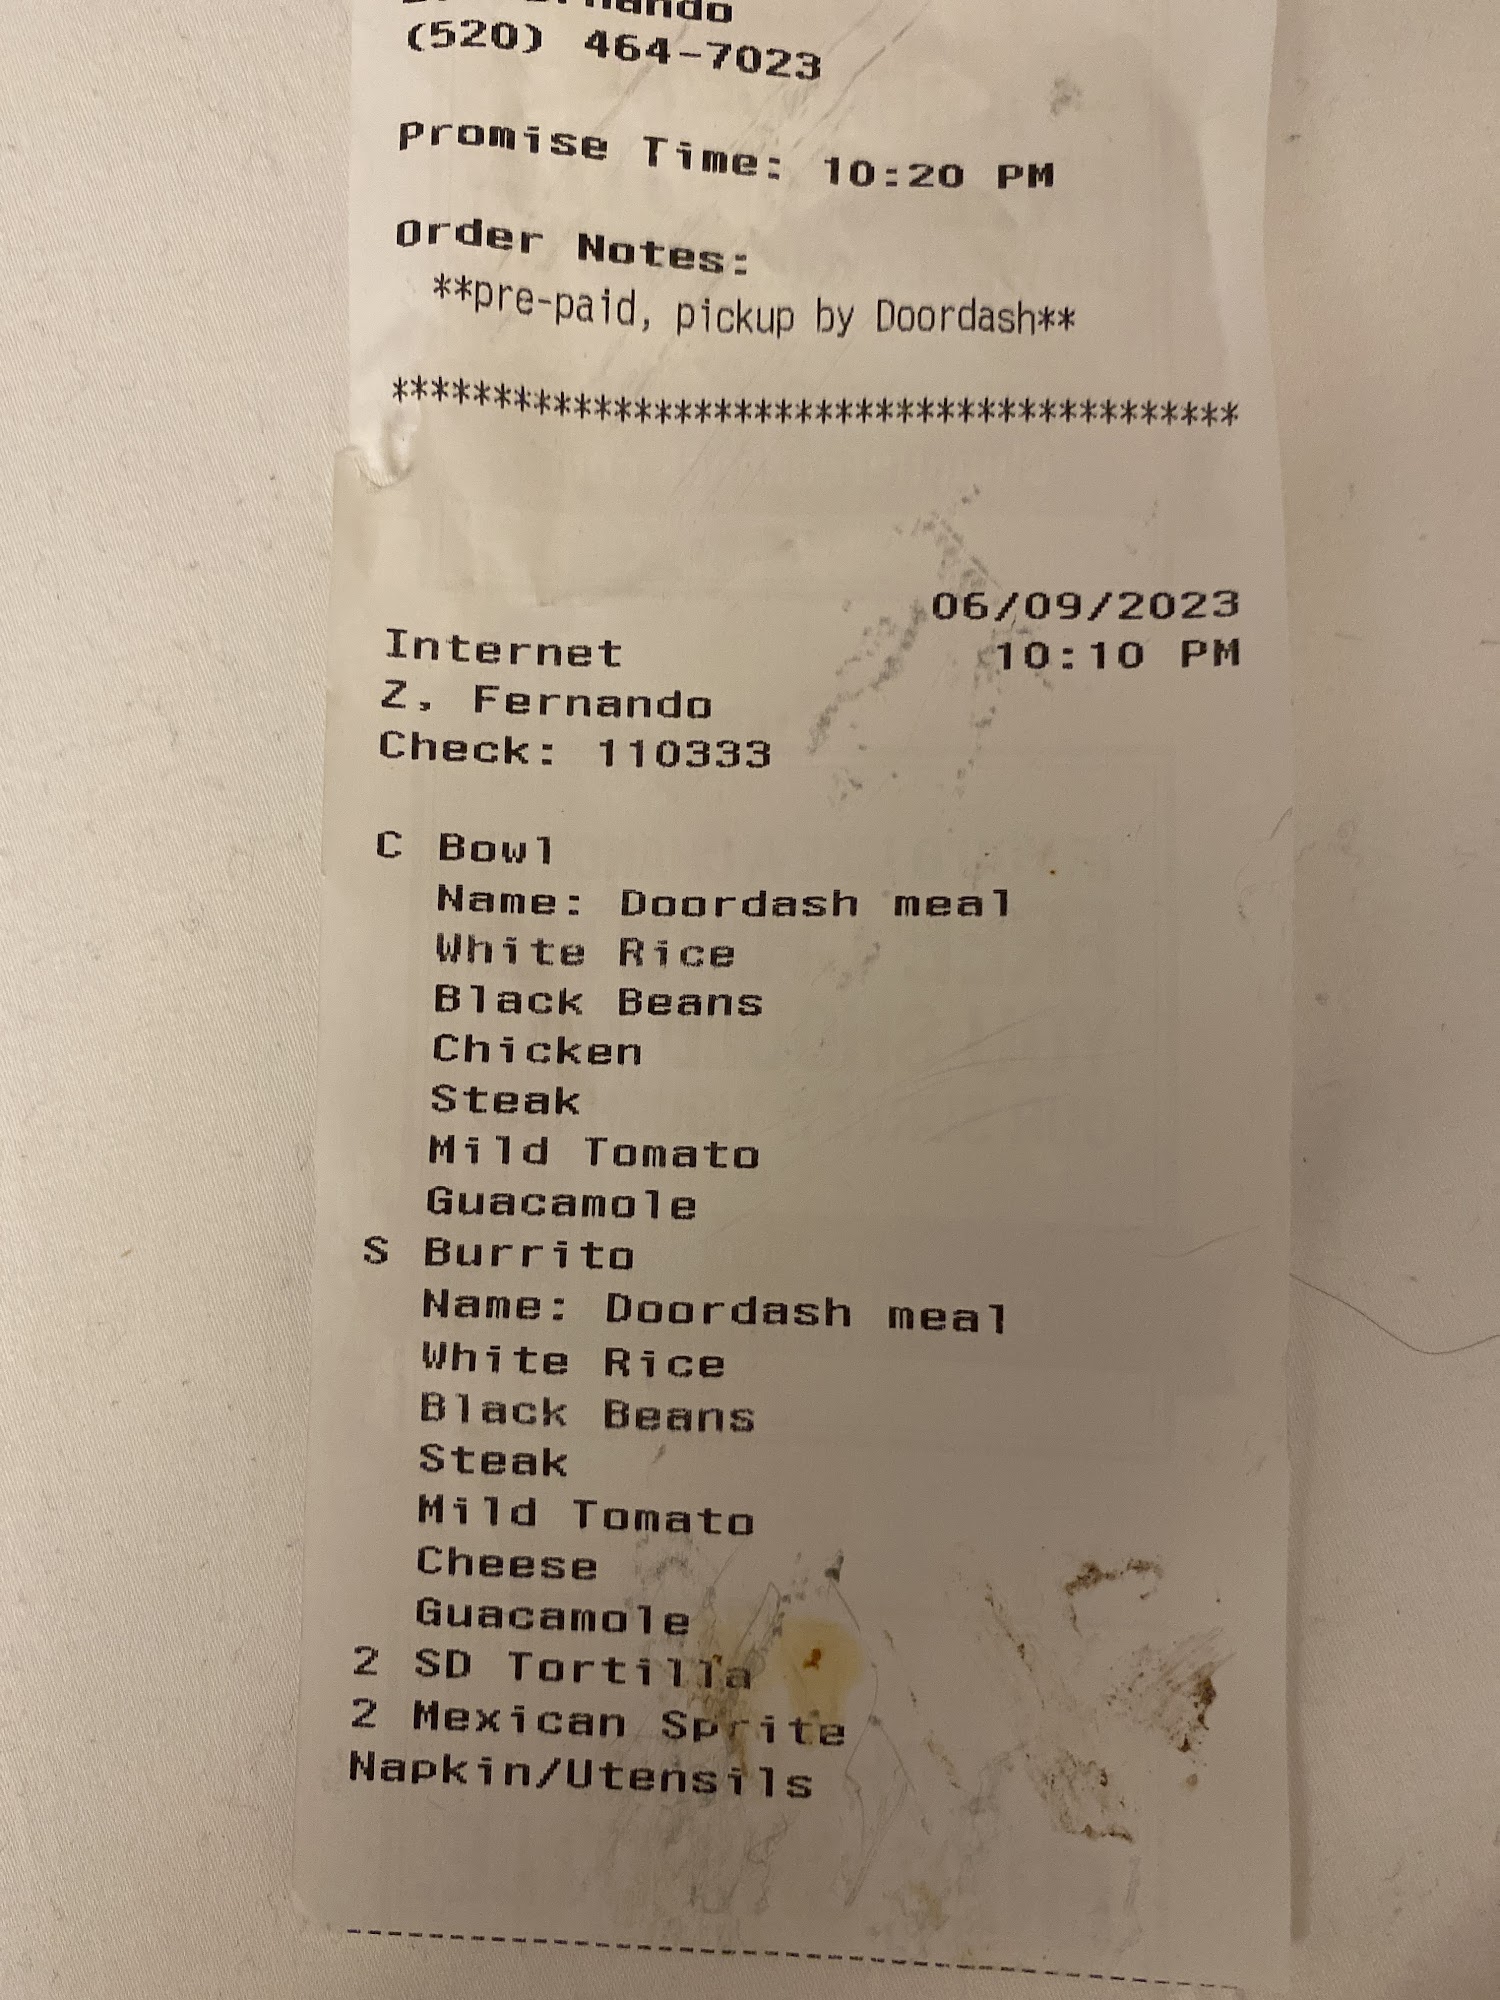 Fernando
(520) 464-7023
Promise Time: 10:20 PM
Order Notes:
**pre-paid, pickup by Doordash**
******************************************
06/09/2023
Internet 10:10 PM
Z, Fernando
Check: 110333
C Bowl
Name: Doordash meal
White Rice
Black Beans
Chicken
Steak
Mild Tomato
Guacamole
S Burrito
Name: Doordash meal
White Rice
Black Beans
Steak
Mild Tomato
Cheese
Guacamole
2 SD Tortilla
2 Mexican Sprite
Napkin/Utensils